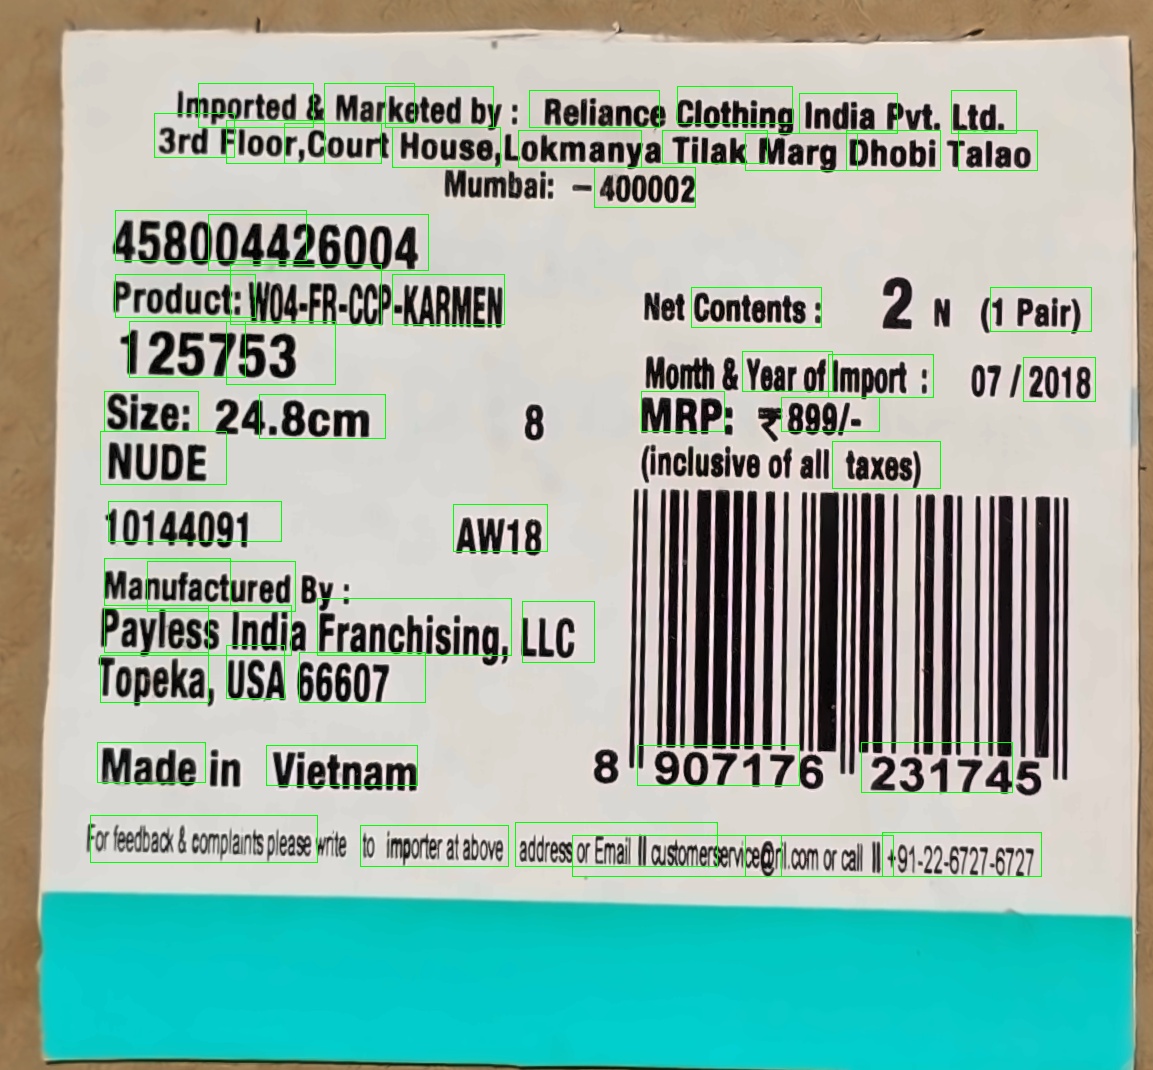 Imported & Marketed by : Reliance Clothing India Pvt. Ltd.
3rd Floor,Court House,Lokmanya Tilak Marg Dhobi Talao
Mumbai: – 400002
458004426004
Product: W04-FR-CCP-KARMEN
125753
Size: 24.8cm 8
NUDE
10144091 AW18
Manufactured By :
Payless India Franchising, LLC
Topeka, USA 66607
Made in Vietnam
Net Contents : 2 N (1 Pair)
Month & Year of Import : 07 / 2018
MRP: ₹ 899/-
(inclusive of all taxes)
8 907176 231745
For feedback & complaints please write to importer at above address or Email || customerservice@ril.com or call || +91-22-6727-6727